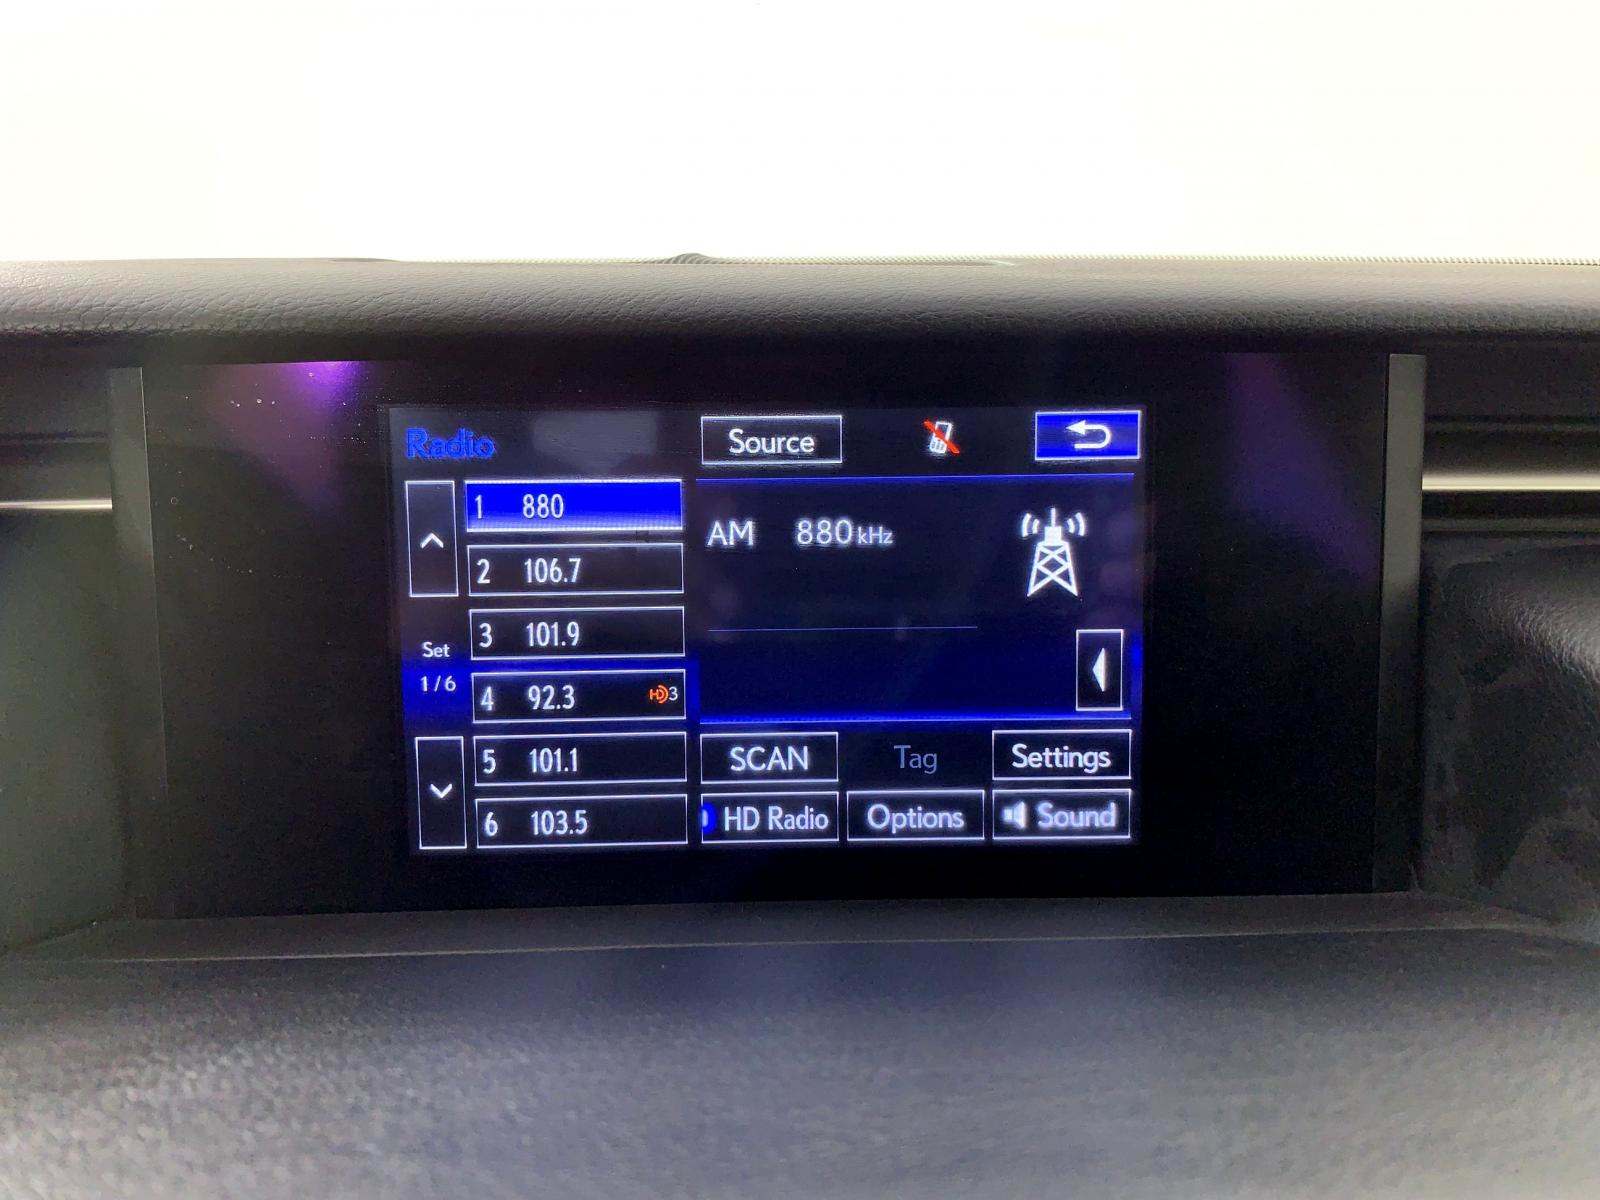 Radio
Source
1 880
2 106.7
3 101.9
4 92.3 HD3
5 101.1
6 103.5
Set
1/6
AM 880 kHz
SCAN
Tag
Settings
HD Radio
Options
Sound